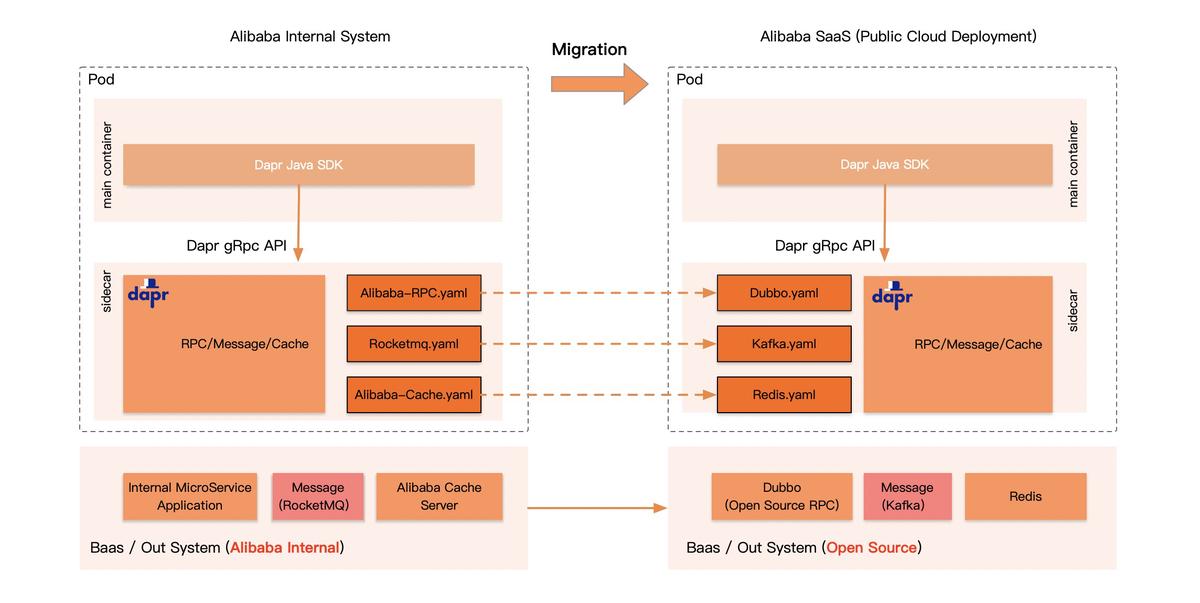 Alibaba Internal System
Migration
Alibaba SaaS (Public Cloud Deployment)
Pod
main container
Dapr Java SDK
Dapr gRpc API
sidecar
dapr
RPC/Message/Cache
Alibaba-RPC.yaml
Rocketmq.yaml
Alibaba-Cache.yaml
Pod
main container
Dapr Java SDK
Dapr gRpc API
Dubbo.yaml
Kafka.yaml
Redis.yaml
dapr
RPC/Message/Cache
sidecar
Internal MicroService
Application
Message
(RocketMQ)
Alibaba Cache
Server
Baas / Out System (Alibaba Internal)
Dubbo
(Open Source RPC)
Message
(Kafka)
Redis
Baas / Out System (Open Source)